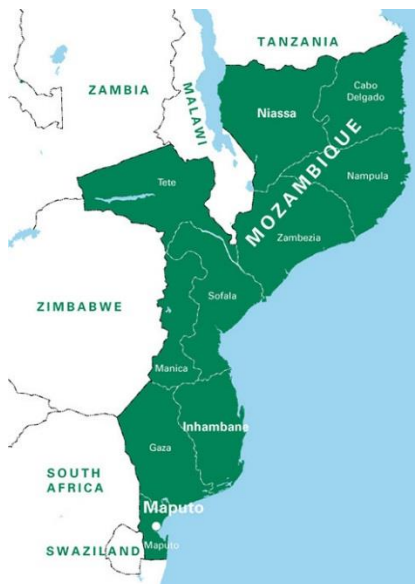 TANZANIA
ZAMBIA
MALAWI
Cabo
Delgado
Niassa
MOZAMBIQUE
Nampula
Tete
Zambezia
Sofala
ZIMBABWE
Manica
Inhambane
Gaza
SOUTH
AFRICA
Maputo
SWAZILAND
Maputo